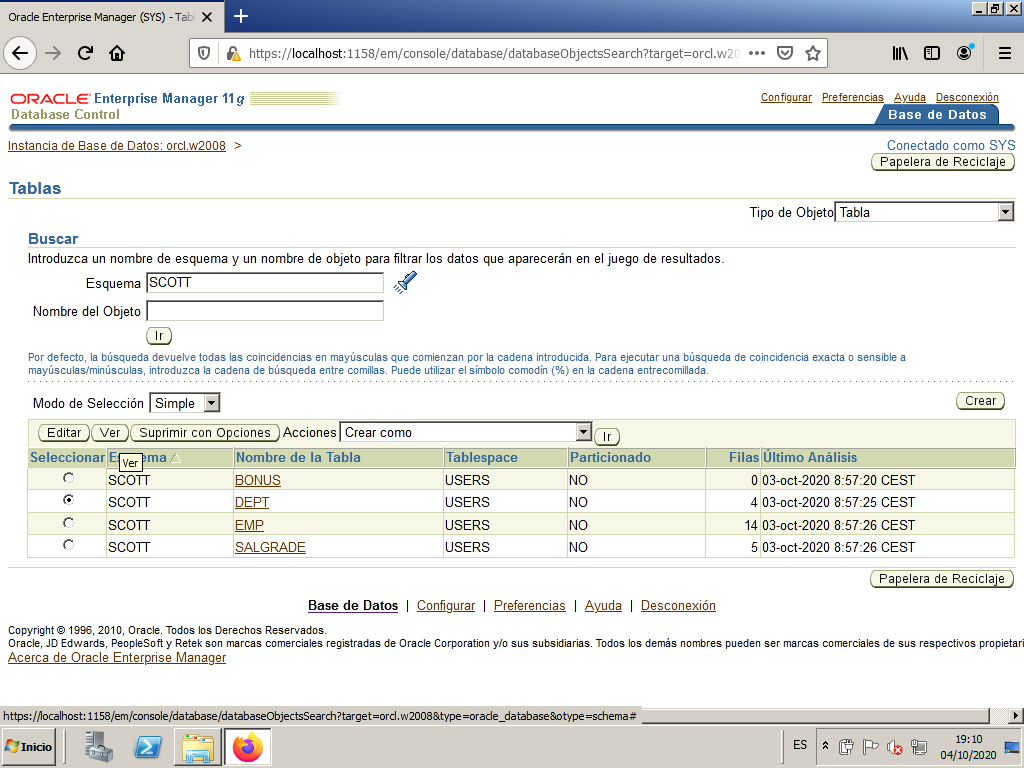 Oracle Enterprise Manager (SYS) - Tabl
https://localhost:1158/em/console/database/databaseObjectsSearch?target=orcl.w20
ORACLE Enterprise Manager 11g
Database Control
Configurar Preferencias Ayuda Desconexión
Base de Datos
Instancia de Base de Datos: orcl.w2008 >
Conectado como SYS
Papelera de Reciclaje
Tablas
Tipo de Objeto Tabla
Buscar
Introduzca un nombre de esquema y un nombre de objeto para filtrar los datos que aparecerán en el juego de resultados.
Esquema SCOTT
Nombre del Objeto
Ir
Por defecto, la búsqueda devuelve todas las coincidencias en mayúsculas que comienzan por la cadena introducida. Para ejecutar una búsqueda de coincidencia exacta o sensible a
mayúsculas/minúsculas, introduzca la cadena de búsqueda entre comillas. Puede utilizar el símbolo comodín (%) en la cadena entrecomillada.
Modo de Selección Simple
Crear
Editar Ver Suprimir con Opciones Acciones Crear como Ir
Seleccionar Esquema Nombre de la Tabla Tablespace Particionado Filas Último Análisis
Ver
SCOTT BONUS USERS NO 0 03-oct-2020 8:57:20 CEST
SCOTT DEPT USERS NO 4 03-oct-2020 8:57:25 CEST
SCOTT EMP USERS NO 14 03-oct-2020 8:57:26 CEST
SCOTT SALGRADE USERS NO 5 03-oct-2020 8:57:26 CEST
Papelera de Reciclaje
Base de Datos | Configurar | Preferencias | Ayuda | Desconexión
Copyright © 1996, 2010, Oracle. Todos los Derechos Reservados.
Oracle, JD Edwards, PeopleSoft y Retek son marcas comerciales registradas de Oracle Corporation y/o sus subsidiarias. Todos los demás nombres pueden ser marcas comerciales de sus respectivos propietari
Acerca de Oracle Enterprise Manager
https://localhost:1158/em/console/database/databaseObjectsSearch?target=orcl.w2008&type=oracle_database&otype=schema#
Inicio
ES
19:10
04/10/2020